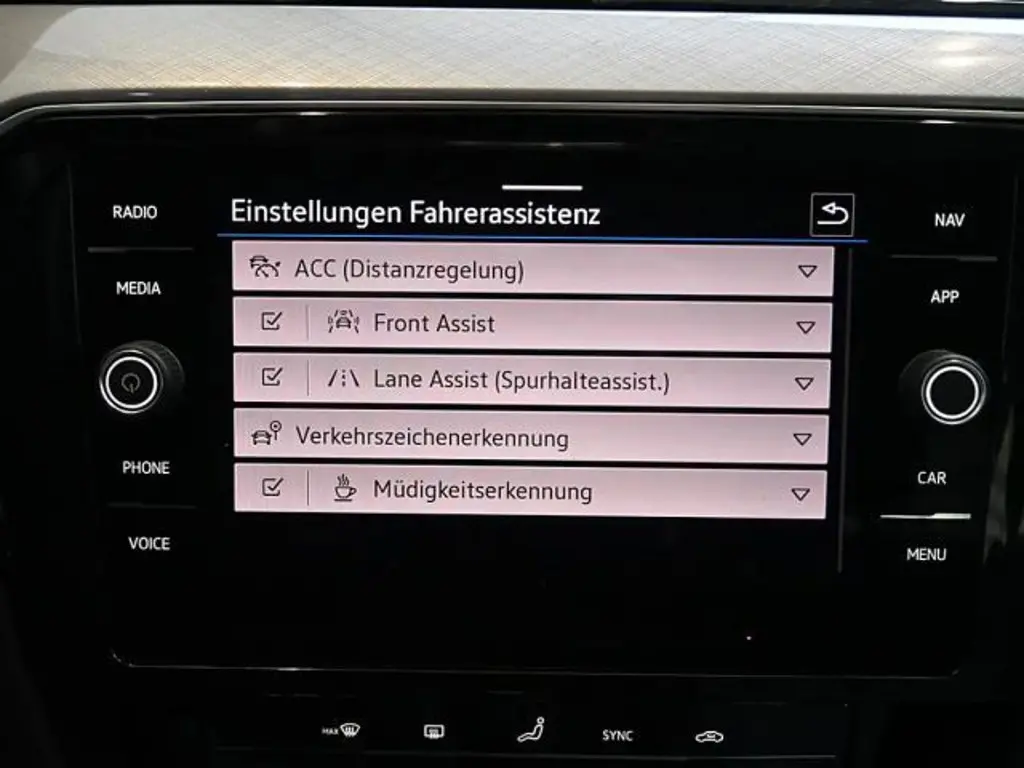 RADIO
MEDIA
PHONE
VOICE
Einstellungen Fahrerassistenz
ACC (Distanzregelung)
Front Assist
Lane Assist (Spurhalteassist.)
Verkehrszeichenerkennung
Müdigkeitserkennung
NAV
APP
CAR
MENU
MAX
SYNC